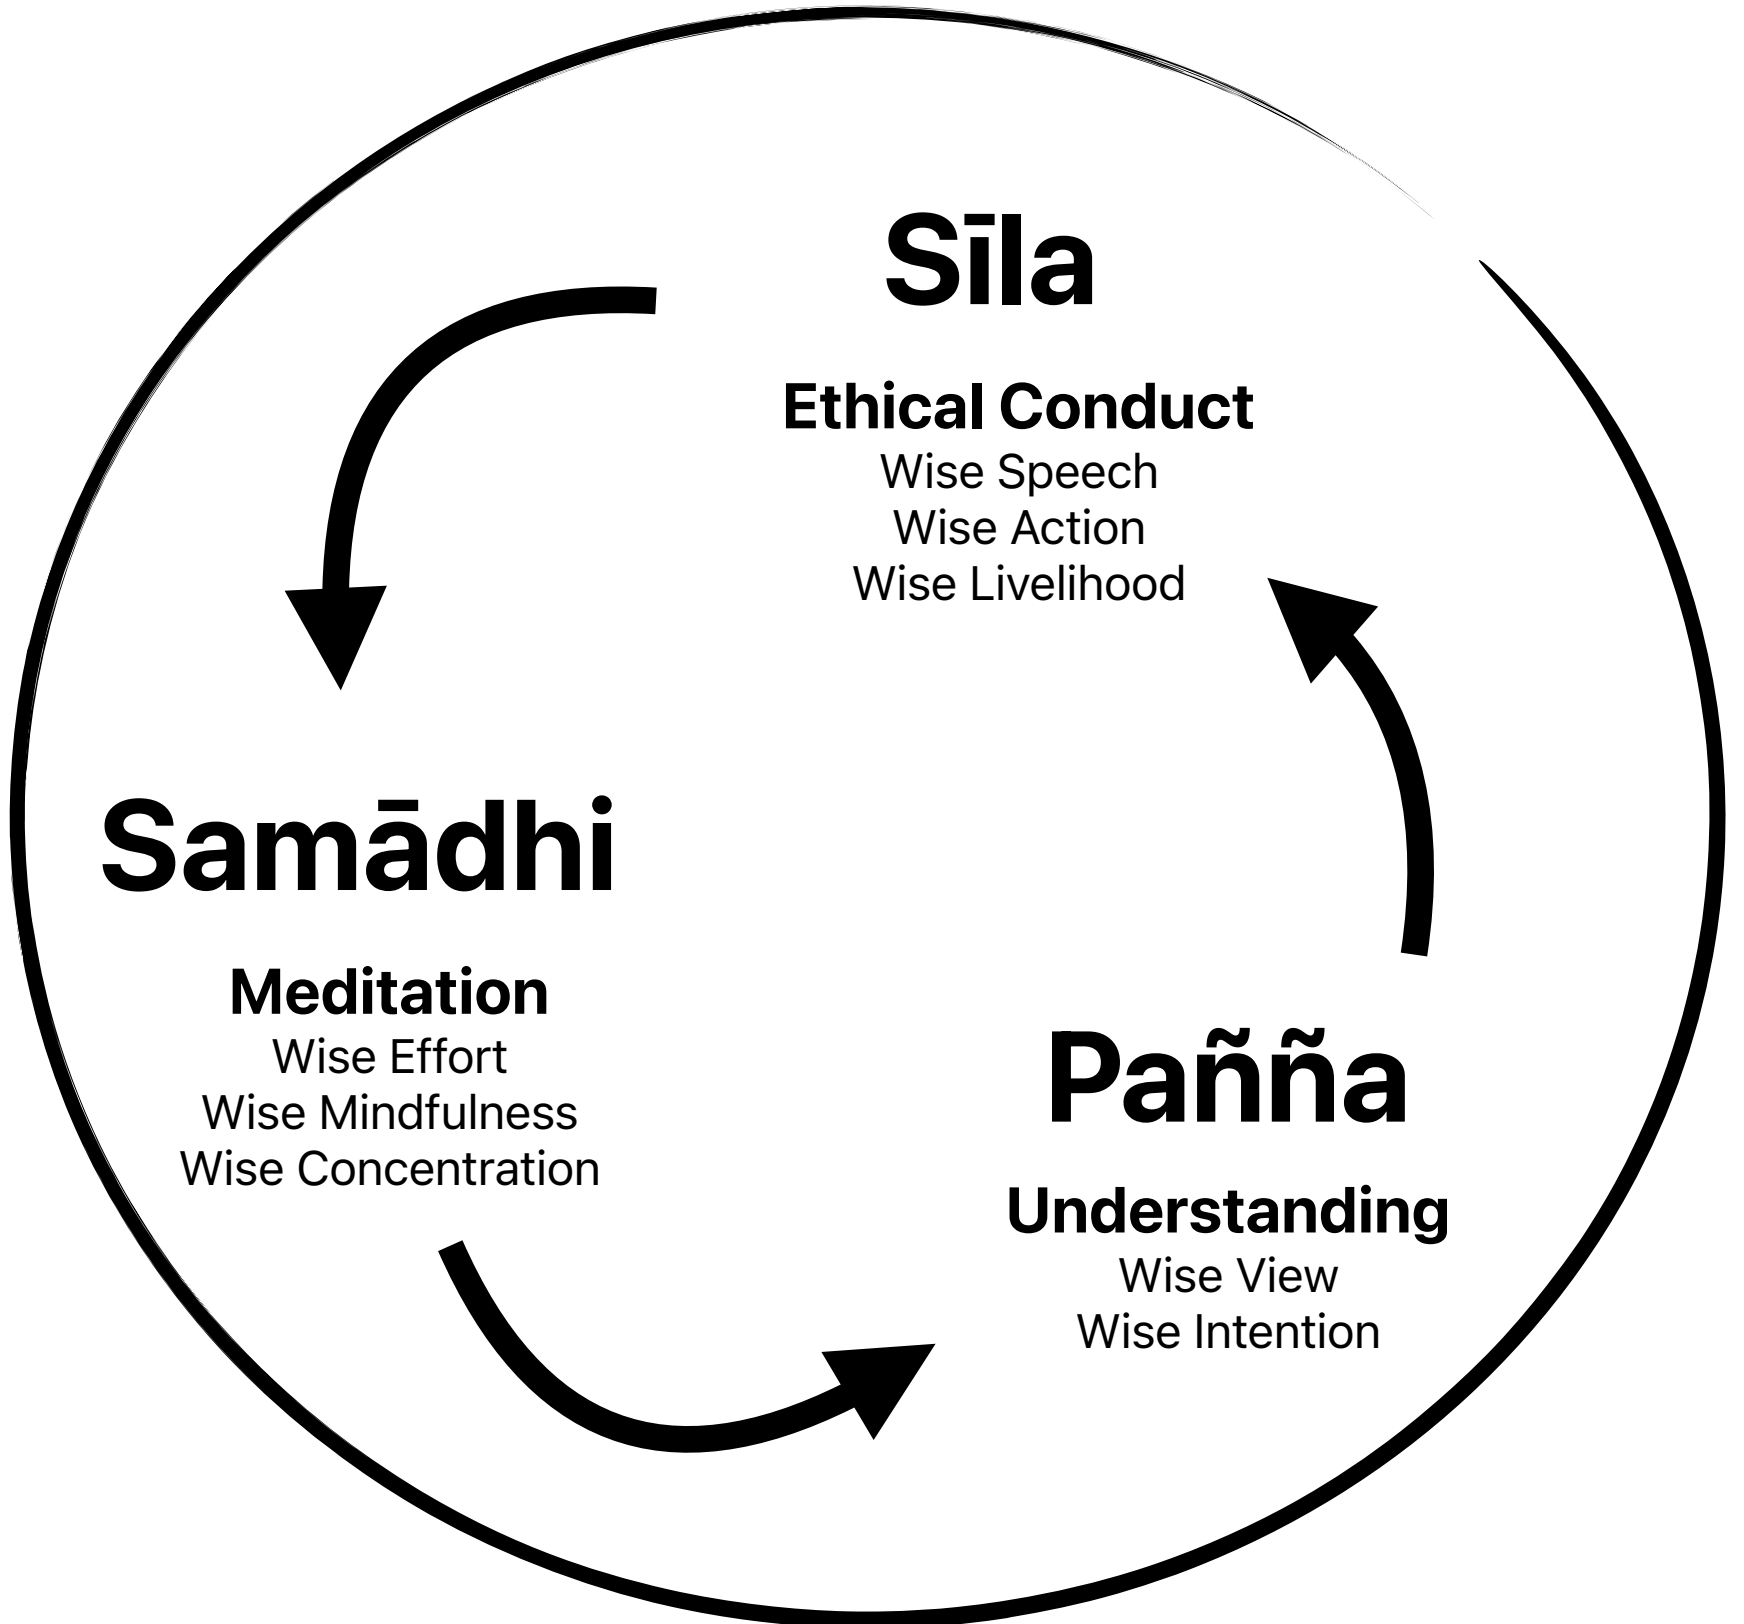 Sīla
Ethical Conduct
Wise Speech
Wise Action
Wise Livelihood
Samādhi
Meditation
Wise Effort
Wise Mindfulness
Wise Concentration
Pañña
Understanding
Wise View
Wise Intention